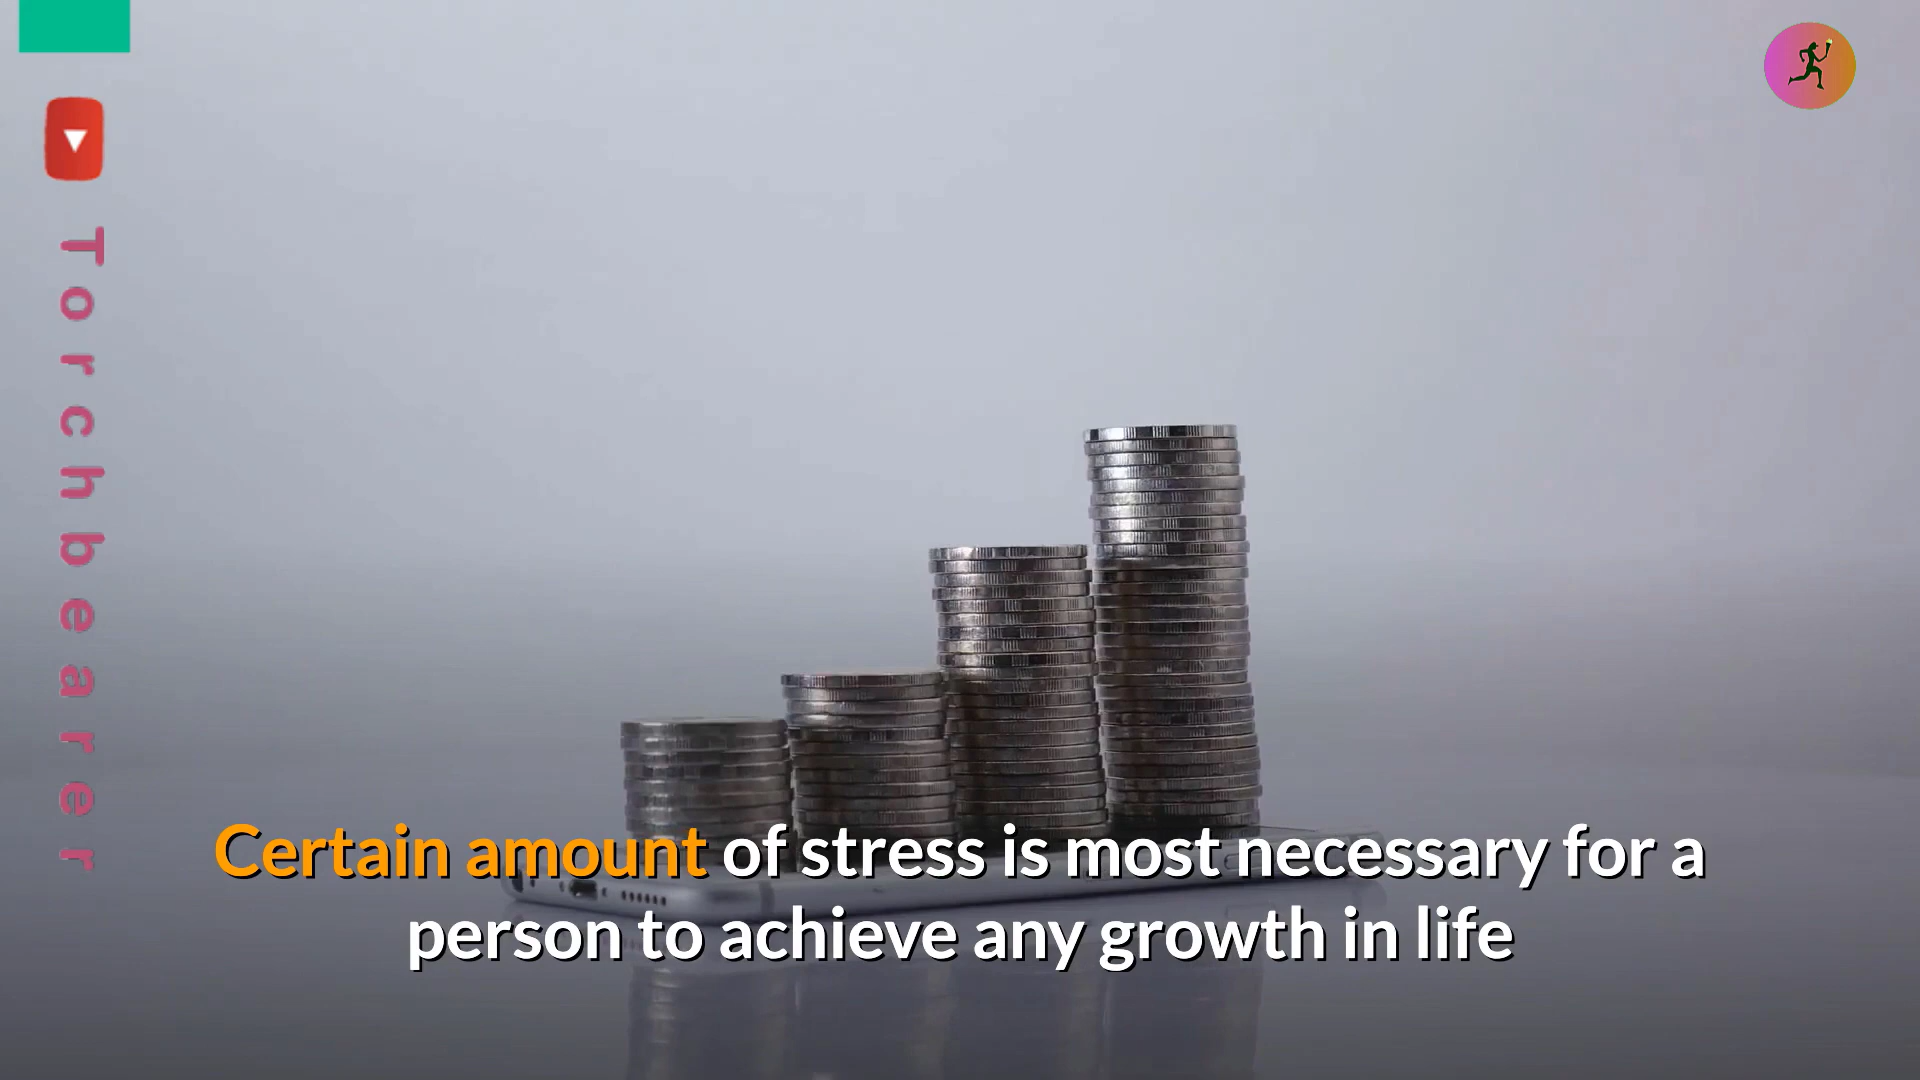 Torchbearer
Certain amount of stress is most necessary for a
person to achieve any growth in life